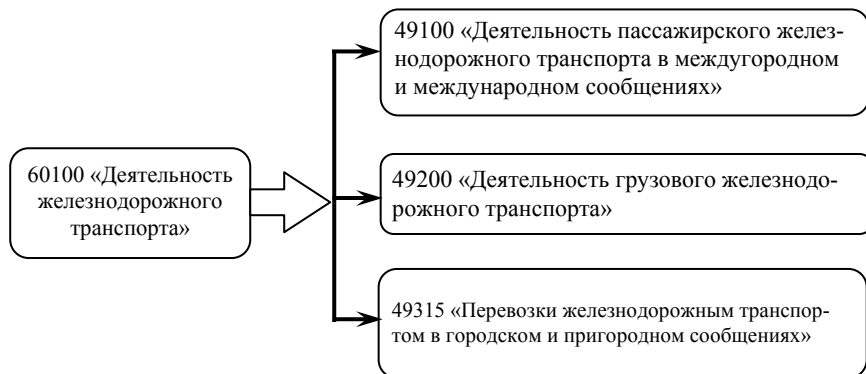 49100 «Деятельность пассажирского желез-
нодорожного транспорта в междугородном
и международном сообщениях»
60100 «Деятельность
железнодорожного
транспорта»
49200 «Деятельность грузового железнодо-
рожного транспорта»
49315 «Перевозки железнодорожным транспор-
том в городском и пригородном сообщениях»